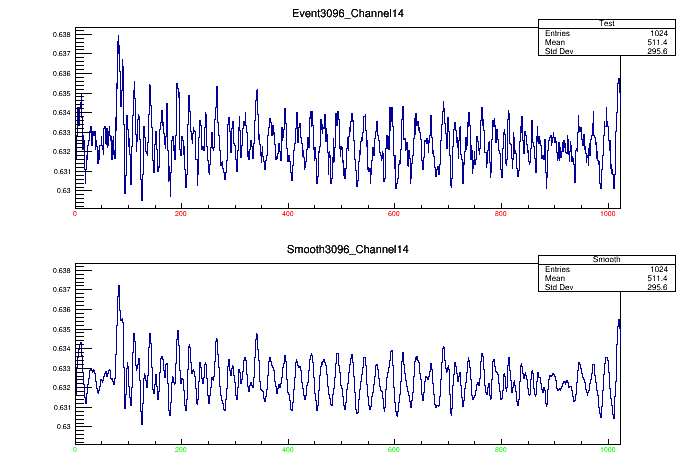 Event3096_Channel14
Test
Entries 1024
Mean 511.4
Std Dev 295.6
0.638
0.637
0.636
0.635
0.634
0.633
0.632
0.631
0.63
0 200 400 600 800 1000
Smooth3096_Channel14
Smooth
Entries 1024
Mean 511.4
Std Dev 295.6
0.638
0.637
0.636
0.635
0.634
0.633
0.632
0.631
0.63
0 200 400 600 800 1000